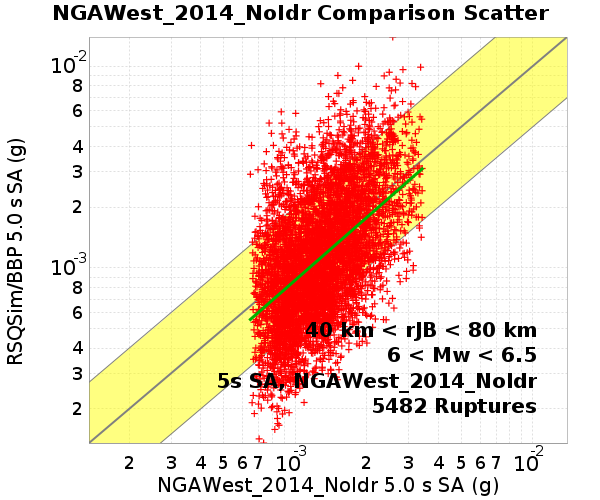 NGAWest_2014_NoIdr Comparison Scatter
RSQSim/BBP 5.0 s SA (g)
10-2
8
6
4
3
2
10-3
8
6
4
3
2
40 km < rJB < 80 km
6 < Mw < 6.5
5s SA, NGAWest_2014_NoIdr
5482 Ruptures
2 3 4 5 6 7 10-3 2 3 4 5 6 7 10-2
NGAWest_2014_NoIdr 5.0 s SA (g)